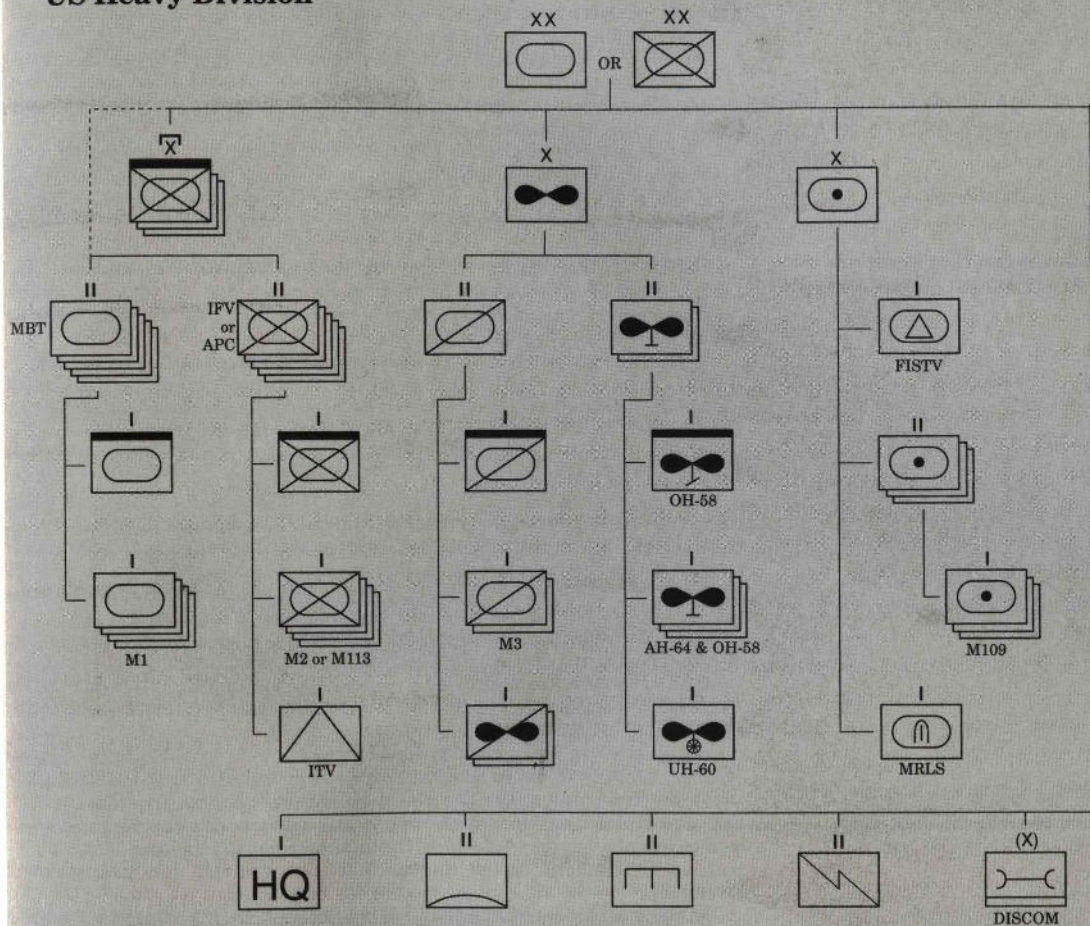 US Heavy Division
XX
XX
OR
X
X
X
II
II
II
II
I
MBT
IFV
or
APC
FISTV
I
I
I
I
II
OH-58
I
I
I
I
I
M1
M2 or M113
M3
AH-64 & OH-58
M109
I
I
I
I
ITV
UH-60
MRLS
I
II
II
II
(X)
HQ
DISCOM